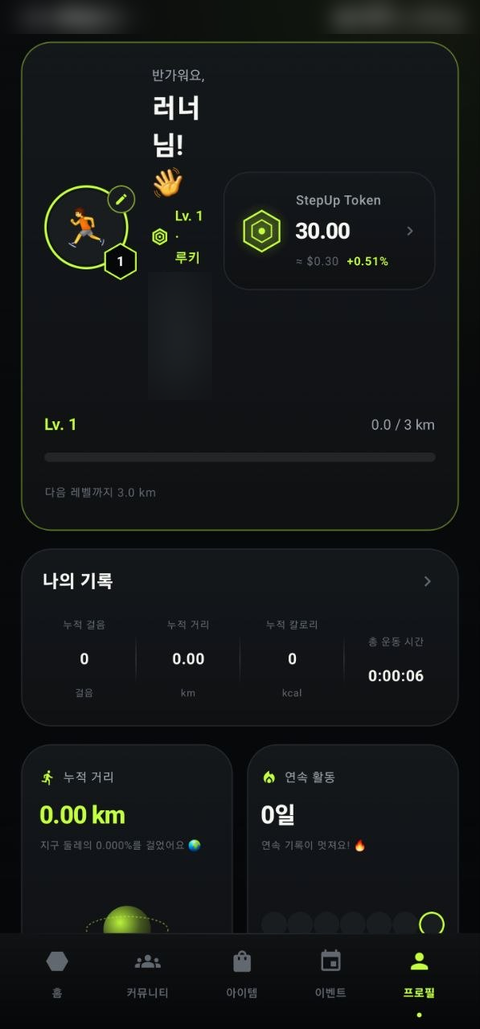 반가워요,
러너
님!
👋
Lv. 1
·
루키
1
StepUp Token
30.00
≈ $0.30 +0.51%
Lv. 1
0.0 / 3 km
다음 레벨까지 3.0 km
나의 기록
누적 걸음
0
걸음
누적 거리
0.00
km
누적 칼로리
0
kcal
총 운동 시간
0:00:06
누적 거리
0.00 km
지구 둘레의 0.000%를 걸었어요 🌍
연속 활동
0일
연속 기록이 멋져요! 🔥
홈
커뮤니티
아이템
이벤트
프로필